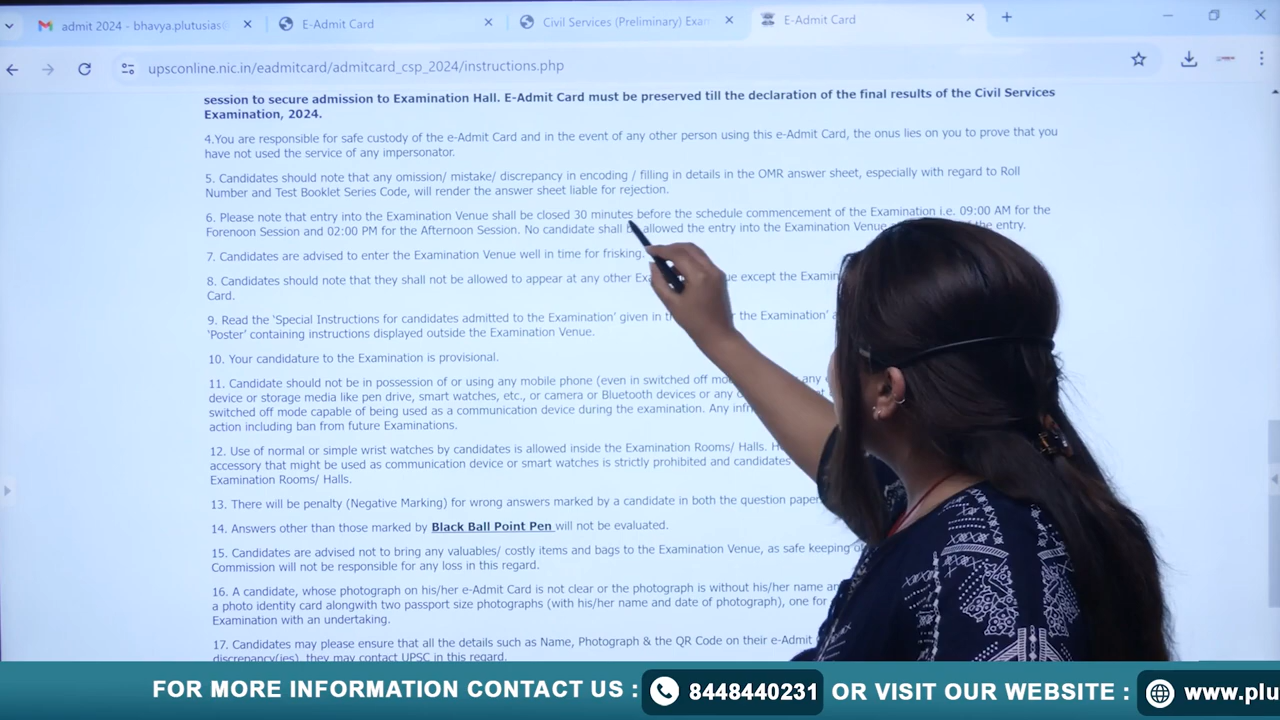 admit 2024 - bhavya.plutusias
E-Admit Card
Civil Services (Preliminary) Exam
E-Admit Card
upsconline.nic.in/eadmitcard/admitcard_csp_2024/instructions.php
session to secure admission to Examination Hall. E-Admit Card must be preserved till the declaration of the final results of the Civil Services
Examination, 2024.
4.You are responsible for safe custody of the e-Admit Card and in the event of any other person using this e-Admit Card, the onus lies on you to prove that you
have not used the service of any impersonator.
5. Candidates should note that any omission/ mistake/ discrepancy in encoding / filling in details in the OMR answer sheet, especially with regard to Roll
Number and Test Booklet Series Code, will render the answer sheet liable for rejection.
6. Please note that entry into the Examination Venue shall be closed 30 minutes before the schedule commencement of the Examination i.e. 09:00 AM for the
Forenoon Session and 02:00 PM for the Afternoon Session. No candidate shall be allowed the entry into the Examination Venue the entry.
7. Candidates are advised to enter the Examination Venue well in time for frisking.
8. Candidates should note that they shall not be allowed to appear at any other except the
Card.
9. Read the ‘Special Instructions for candidates admitted to the Examination’ given in the Examination’
‘Poster’ containing instructions displayed outside the Examination Venue.
10. Your candidature to the Examination is provisional.
11. Candidate should not be in possession of or using any mobile phone (even in switched off any
device or storage media like pen drive, smart watches, etc., or camera or Bluetooth devices or any
switched off mode capable of being used as a communication device during the examination. Any
action including ban from future Examinations.
12. Use of normal or simple wrist watches by candidates is allowed inside the Examination Rooms/ Halls.
accessory that might be used as communication device or smart watches is strictly prohibited and candidates
Examination Rooms/ Halls.
13. There will be penalty (Negative Marking) for wrong answers marked by a candidate in both the question
14. Answers other than those marked by Black Ball Point Pen will not be evaluated.
15. Candidates are advised not to bring any valuables/ costly items and bags to the Examination Venue, as safe keeping
Commission will not be responsible for any loss in this regard.
16. A candidate, whose photograph on his/her e-Admit Card is not clear or the photograph is without his/her name
a photo identity card alongwith two passport size photographs (with his/her name and date of photograph), one for
Examination with an undertaking.
17. Candidates may please ensure that all the details such as Name, Photograph & the QR Code on their e-Admit
discrepancy(ies), they may contact UPSC in this regard.
FOR MORE INFORMATION CONTACT US : 8448440231 OR VISIT OUR WEBSITE : www.plu